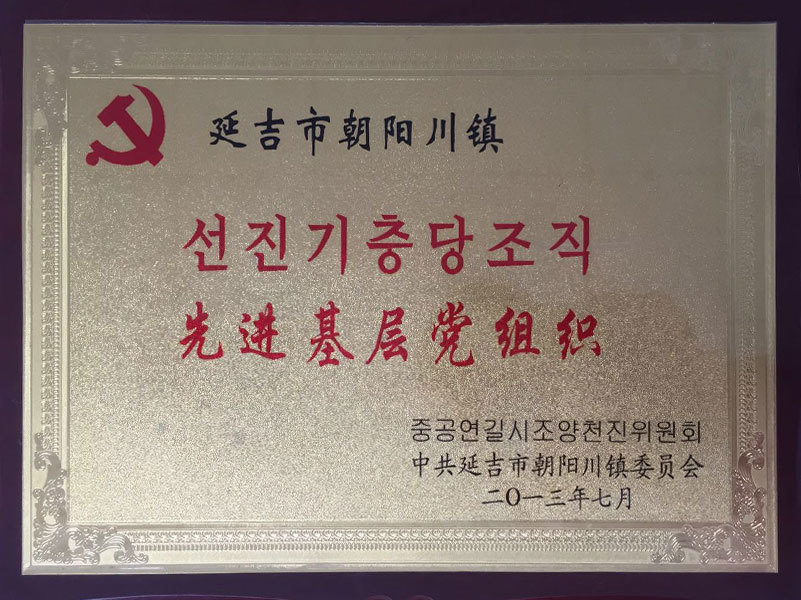 延吉市朝阳川镇
선진기층당조직
先进基层党组织
중공연길시조양천진위원회
中共延吉市朝阳川镇委员会
二〇一三年七月